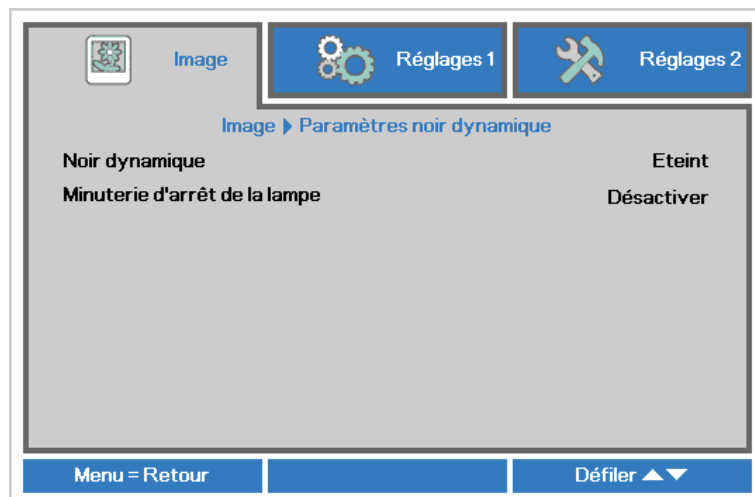 Image Réglages 1 Réglages 2
Image ▶ Paramètres noir dynamique
Noir dynamique Eteint
Minuterie d'arrêt de la lampe Désactiver
Menu = Retour Défiler ▲▼